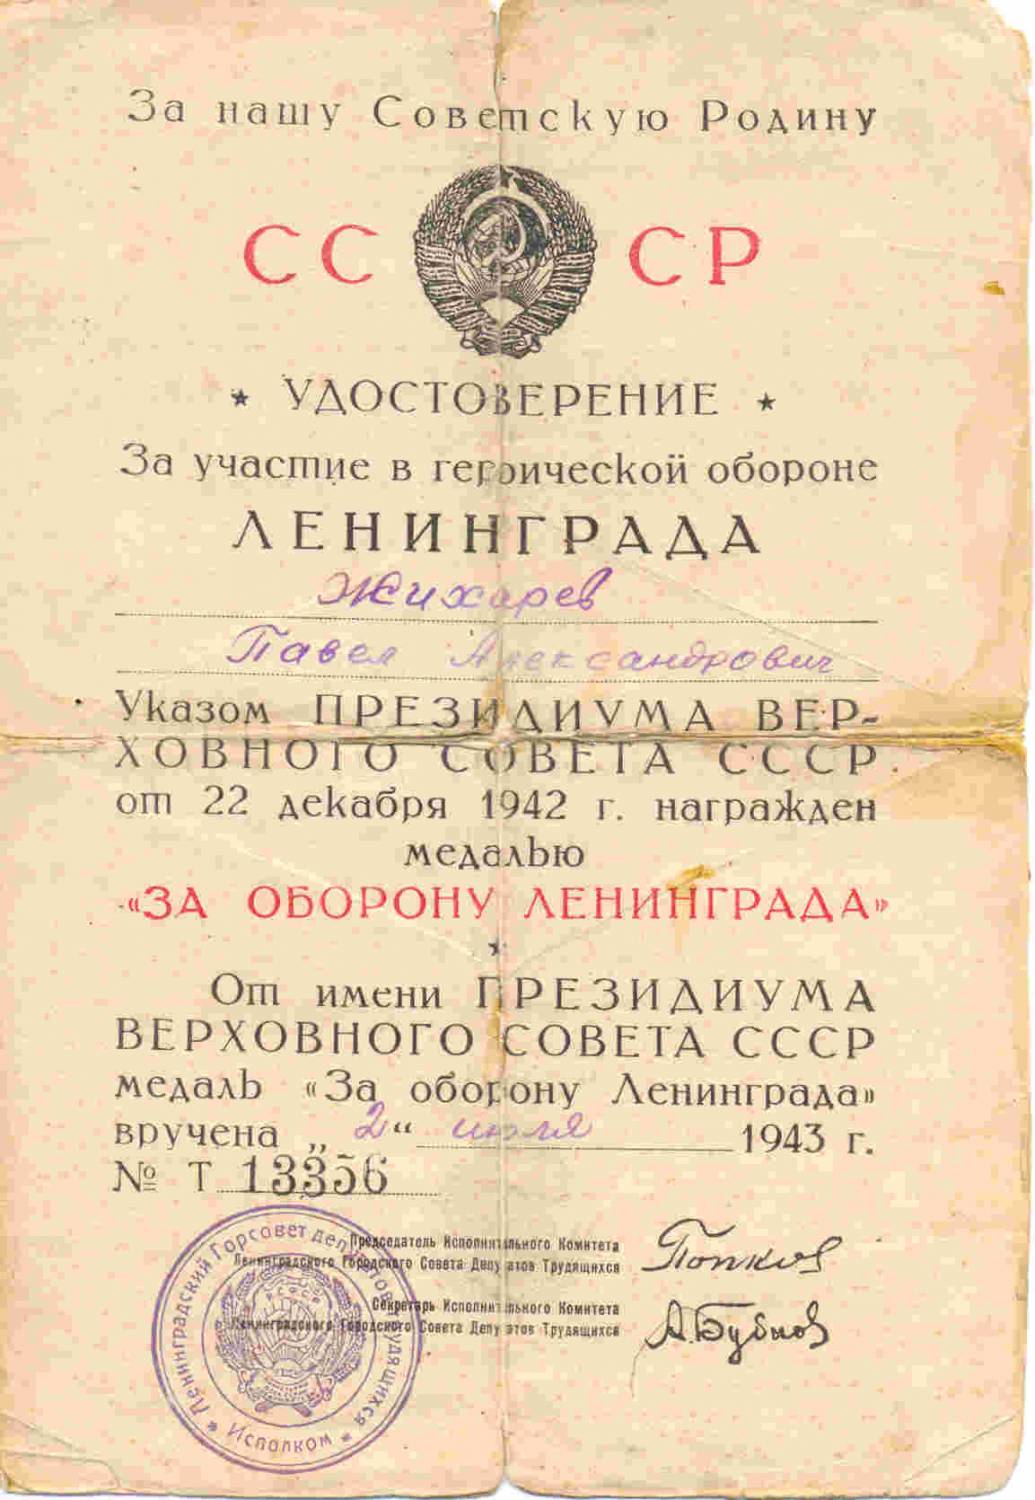 За нашу Советскую Родину
СССР
★ УДОСТОВЕРЕНИЕ ★
За участие в героической обороне
ЛЕНИНГРАДА
Жихарев
Павел Александрович
Указом ПРЕЗИДИУМА ВЕР-
ХОВНОГО СОВЕТА СССР
от 22 декабря 1942 г. награжден
медалью
«ЗА ОБОРОНУ ЛЕНИНГРАДА»
★
От имени ПРЕЗИДИУМА
ВЕРХОВНОГО СОВЕТА СССР
медаль «За оборону Ленинграда»
вручена „2“ июля 1943 г.
№ Т 13356
Председатель Исполнительного Комитета
Ленинградского Городского Совета Депутатов Трудящихся
Попков
Секретарь Исполнительного Комитета
Ленинградского Городского Совета Депутатов Трудящихся
А.Бубнов
Ленинградский Горсовет депутатов трудящихся
★ Исполком ★
РСФСР